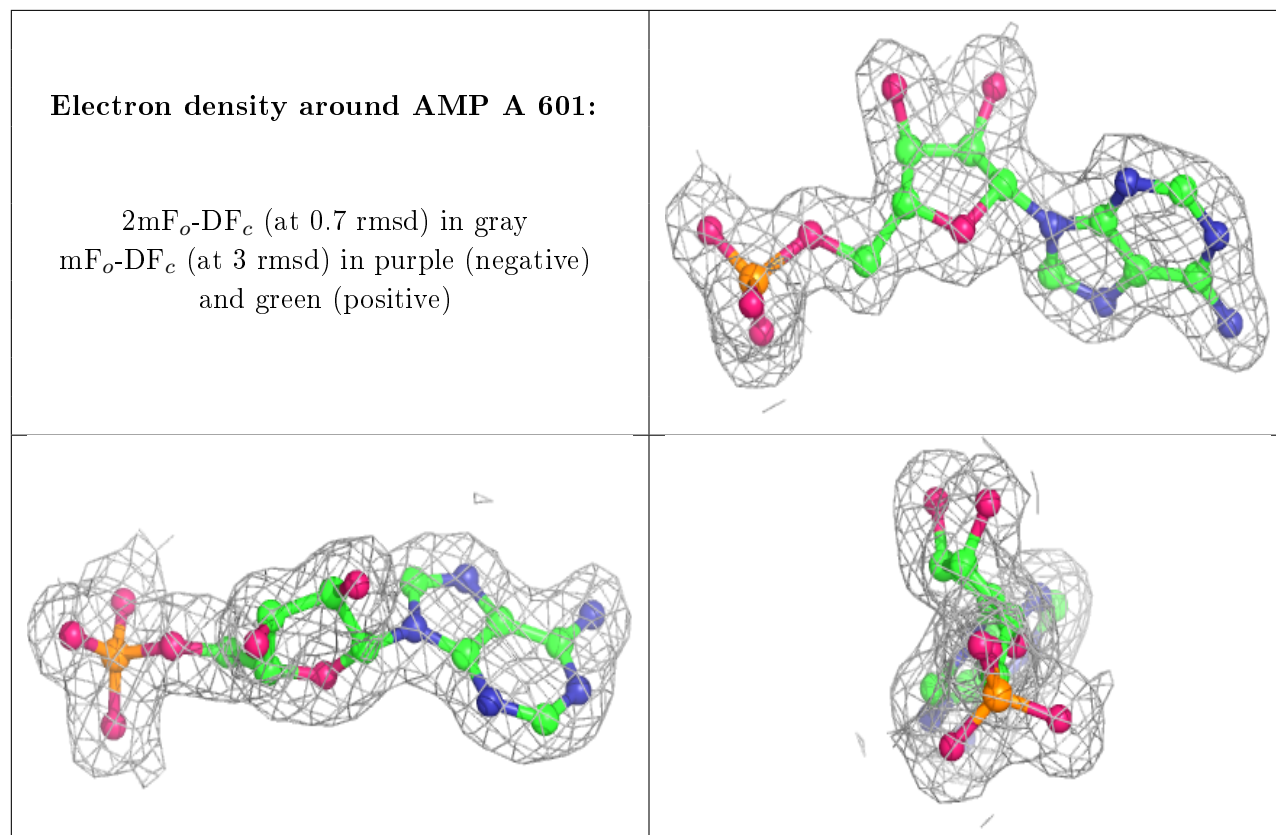 Electron density around AMP A 601:
2mFₒ-DF𝒸 (at 0.7 rmsd) in gray
mFₒ-DF𝒸 (at 3 rmsd) in purple (negative)
and green (positive)